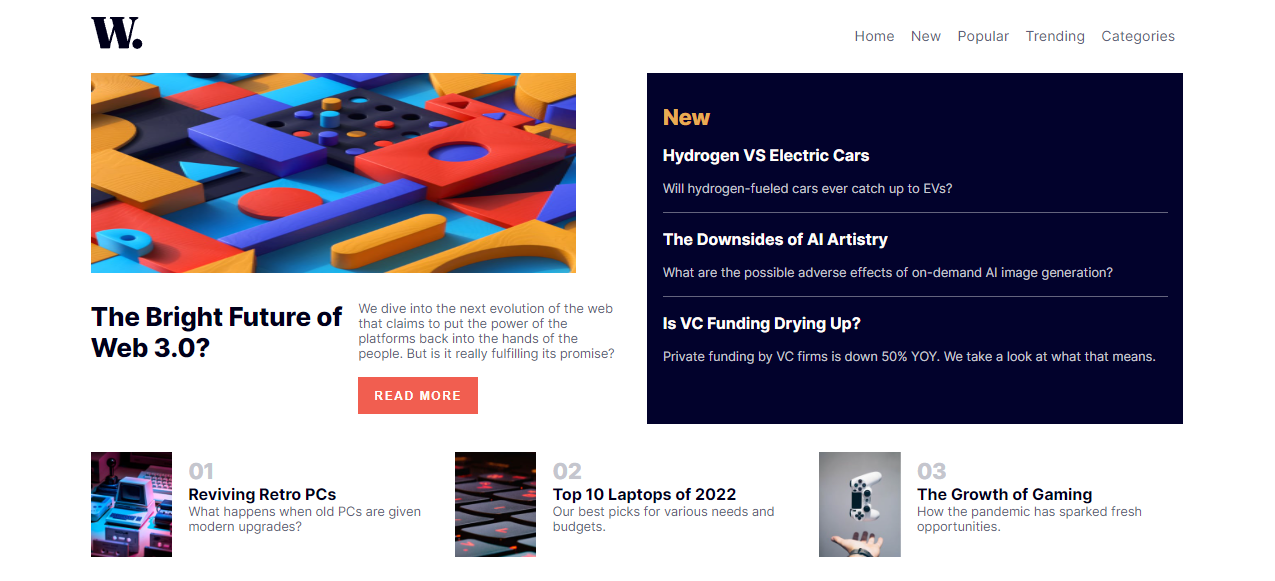 W.
Home New Popular Trending Categories
The Bright Future of
Web 3.0?
We dive into the next evolution of the web
that claims to put the power of the
platforms back into the hands of the
people. But is it really fulfilling its promise?
READ MORE
New
Hydrogen VS Electric Cars
Will hydrogen-fueled cars ever catch up to EVs?
The Downsides of AI Artistry
What are the possible adverse effects of on-demand AI image generation?
Is VC Funding Drying Up?
Private funding by VC firms is down 50% YOY. We take a look at what that means.
01
Reviving Retro PCs
What happens when old PCs are given
modern upgrades?
02
Top 10 Laptops of 2022
Our best picks for various needs and
budgets.
03
The Growth of Gaming
How the pandemic has sparked fresh
opportunities.